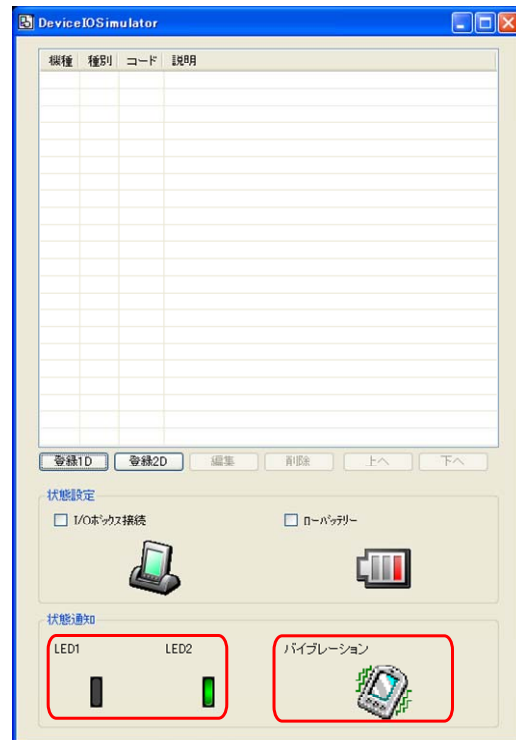 DeviceIOSimulator
機種 種別 コード 説明
登録1D 登録2D 編集 削除 上へ 下へ
状態設定
I/Oボックス接続 ローバッテリー
状態通知
LED1 LED2 バイブレーション